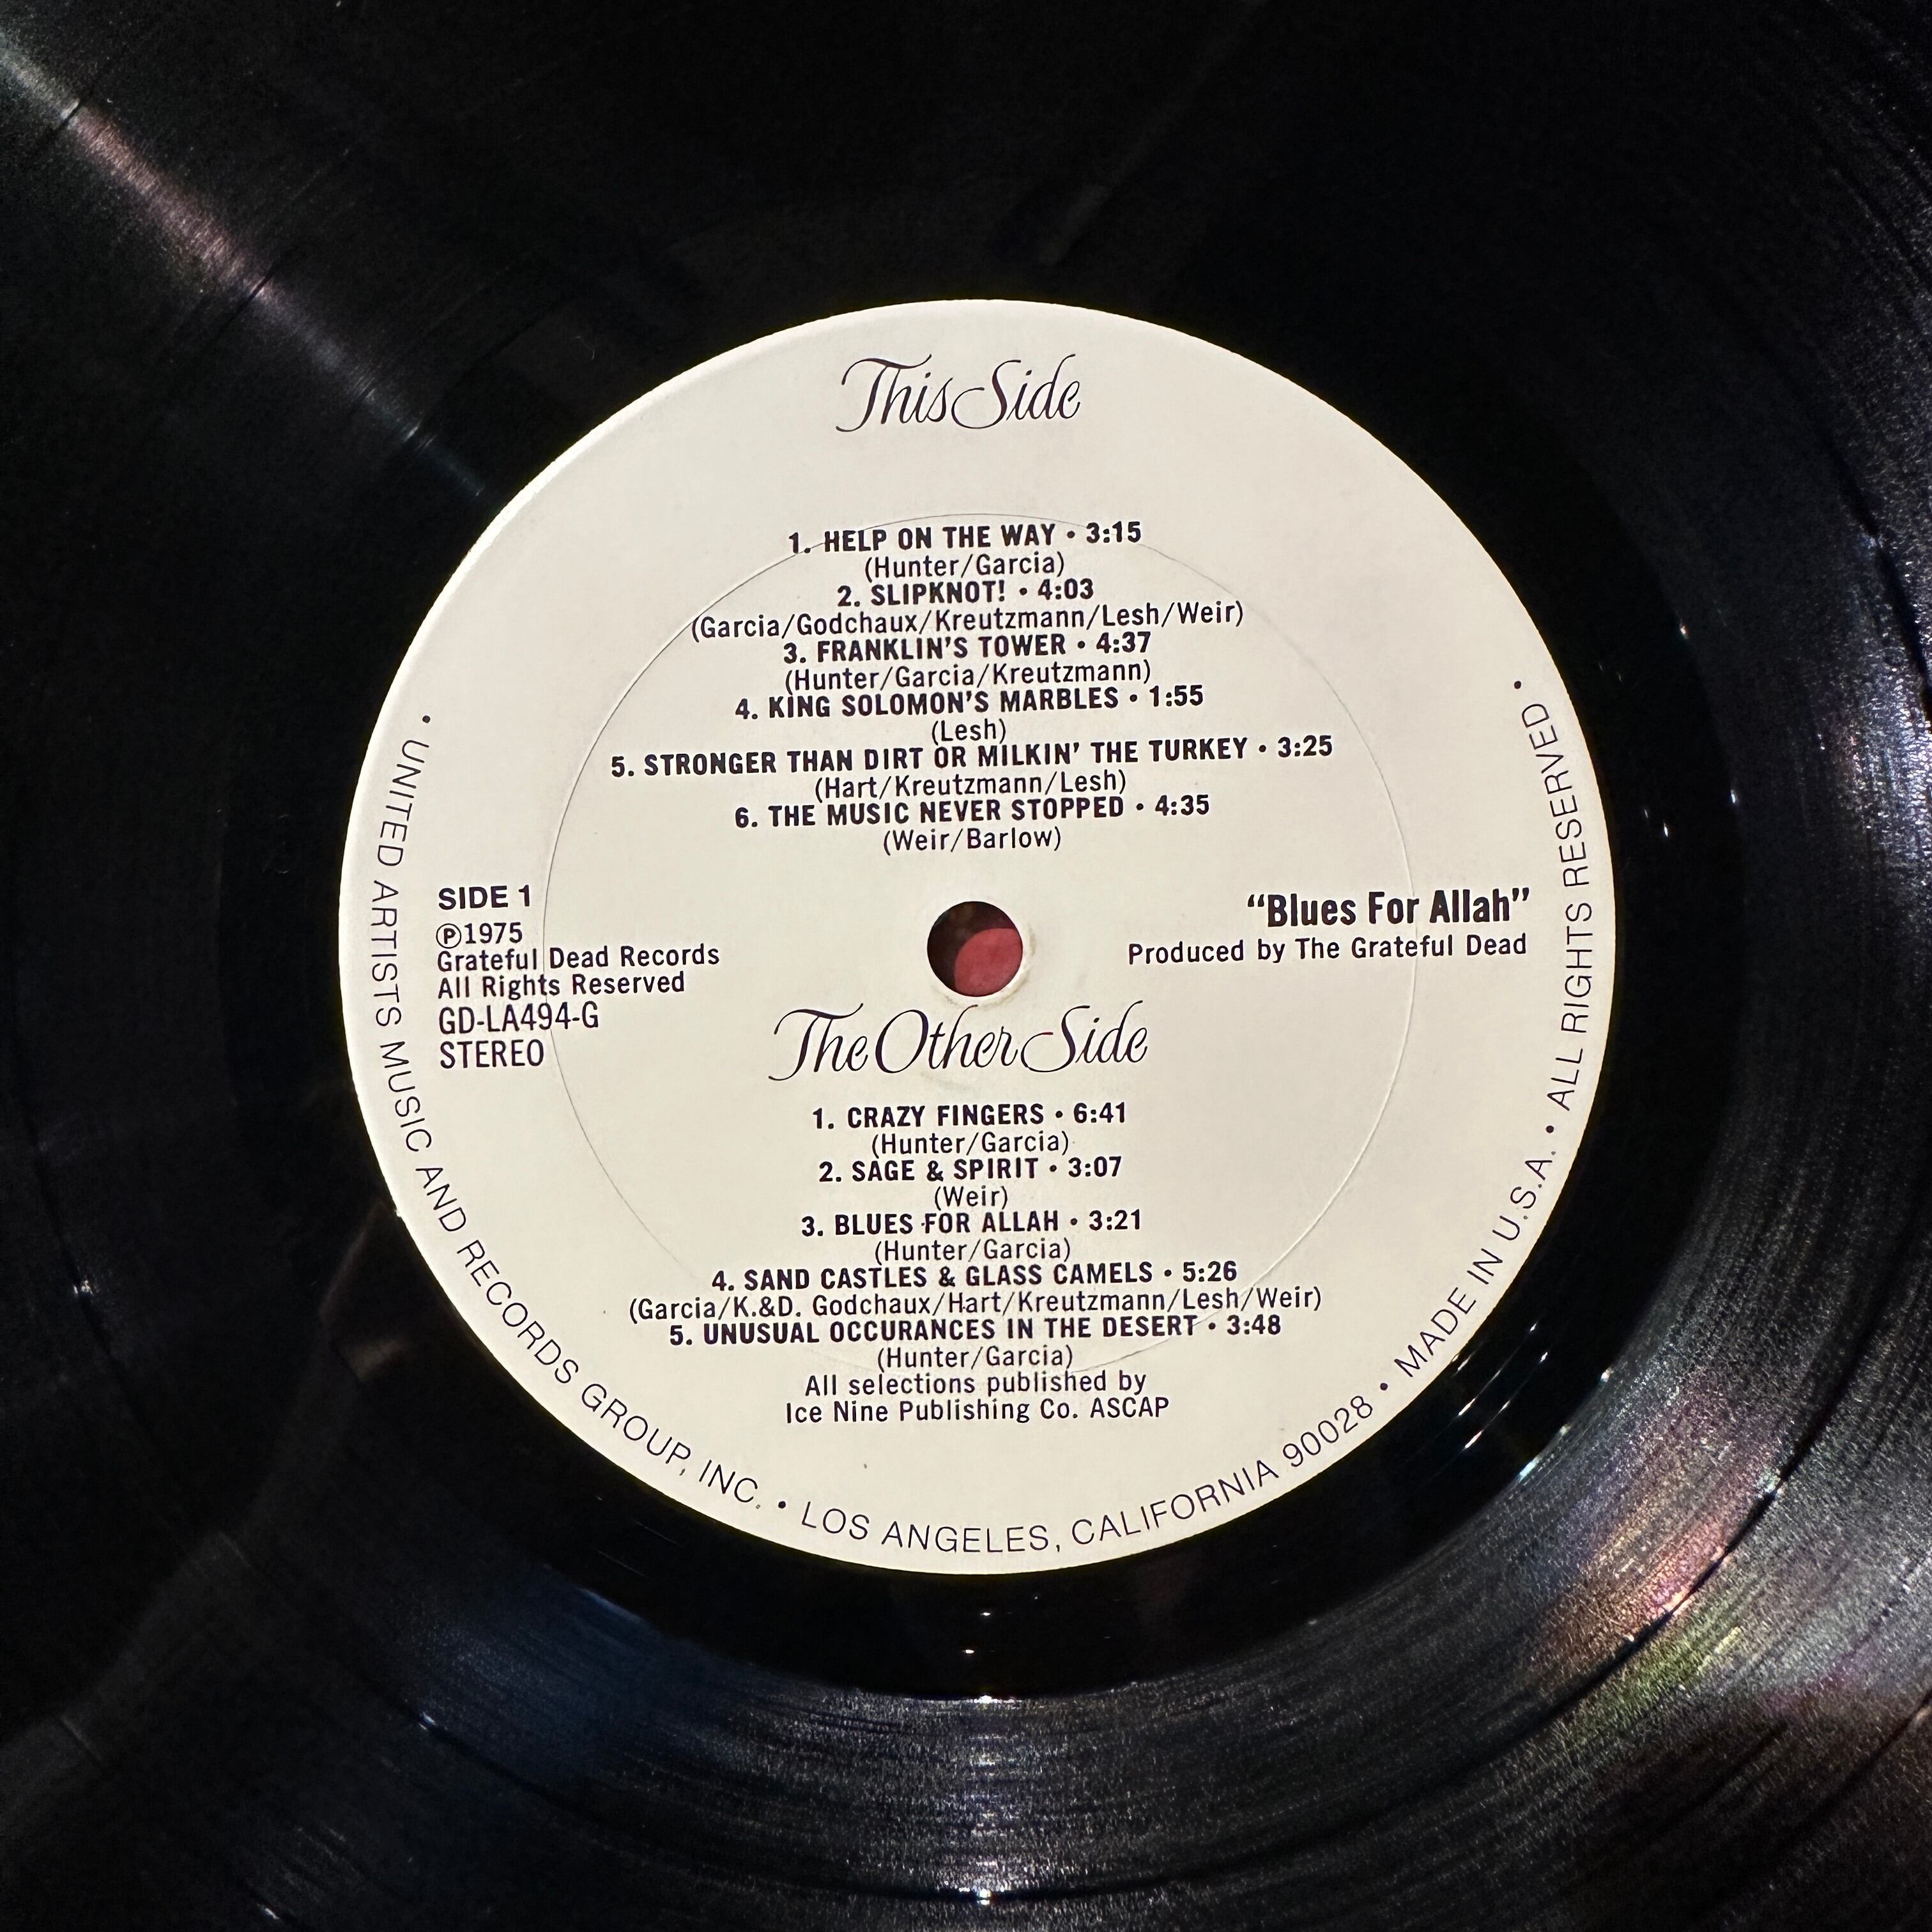 This Side
1. HELP ON THE WAY • 3:15
(Hunter/Garcia)
2. SLIPKNOT! • 4:03
(Garcia/Godchaux/Kreutzmann/Lesh/Weir)
3. FRANKLIN'S TOWER • 4:37
(Hunter/Garcia/Kreutzmann)
4. KING SOLOMON'S MARBLES • 1:55
(Lesh)
5. STRONGER THAN DIRT OR MILKIN' THE TURKEY • 3:25
(Hart/Kreutzmann/Lesh)
6. THE MUSIC NEVER STOPPED • 4:35
(Weir/Barlow)
SIDE 1
℗1975
Grateful Dead Records
All Rights Reserved
GD-LA494-G
STEREO
“Blues For Allah”
Produced by The Grateful Dead
The Other Side
1. CRAZY FINGERS • 6:41
(Hunter/Garcia)
2. SAGE & SPIRIT • 3:07
(Weir)
3. BLUES FOR ALLAH • 3:21
(Hunter/Garcia)
4. SAND CASTLES & GLASS CAMELS • 5:26
(Garcia/K.&D. Godchaux/Hart/Kreutzmann/Lesh/Weir)
5. UNUSUAL OCCURANCES IN THE DESERT • 3:48
(Hunter/Garcia)
All selections published by
Ice Nine Publishing Co. ASCAP
• UNITED ARTISTS MUSIC AND RECORDS GROUP, INC. • LOS ANGELES, CALIFORNIA 90028 • MADE IN U.S.A. • ALL RIGHTS RESERVED •